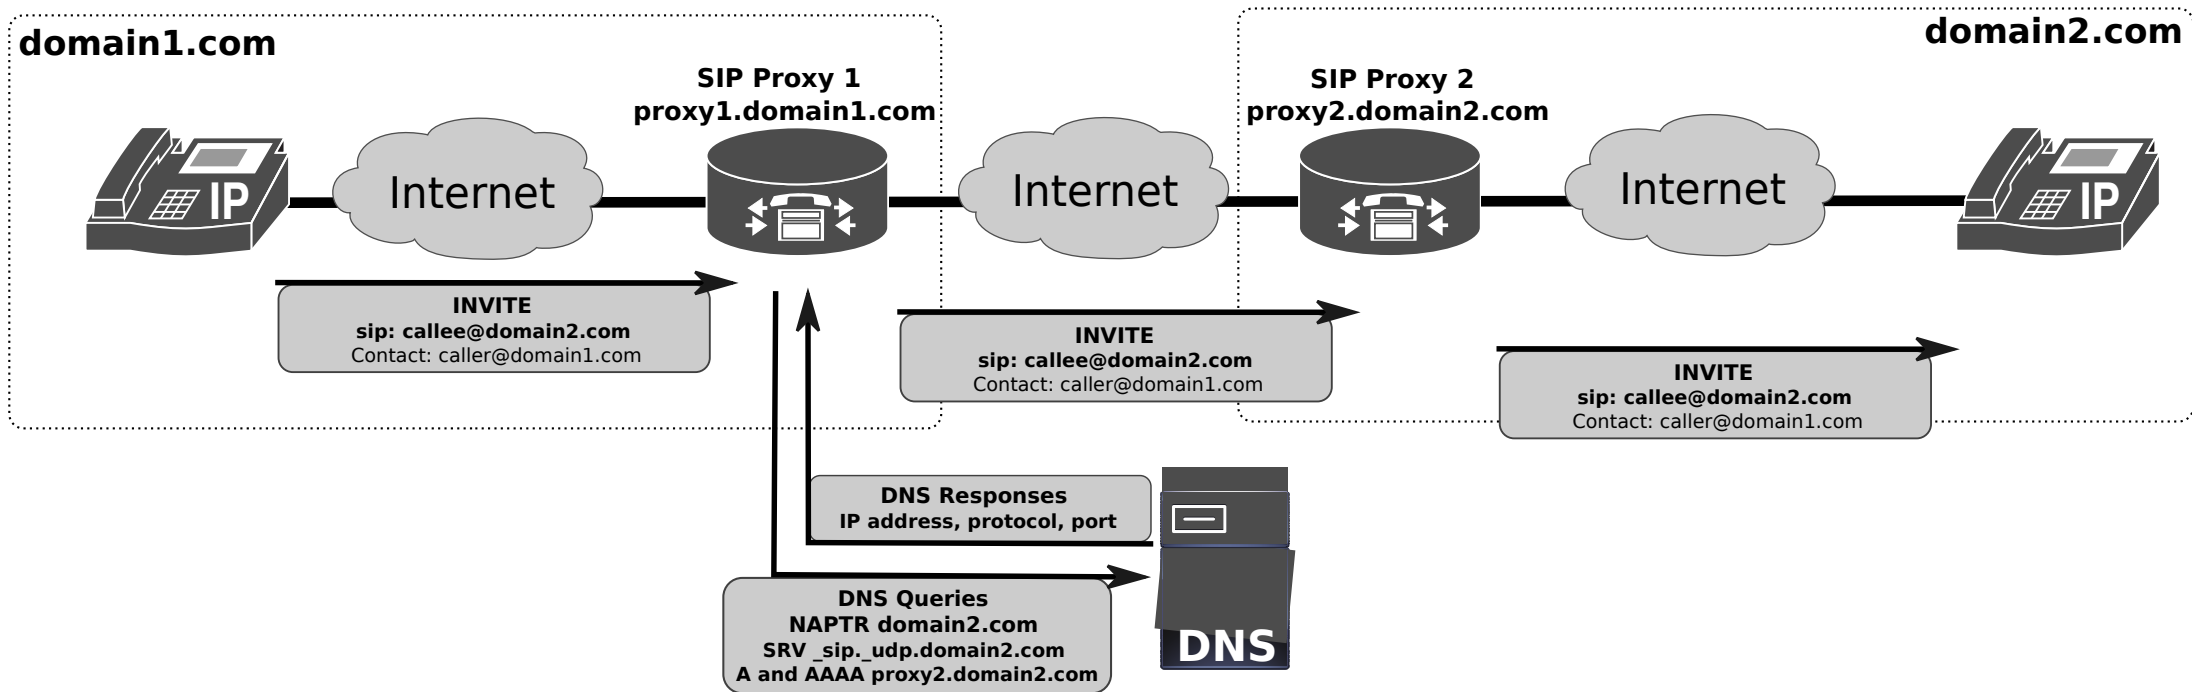 domain1.com
domain2.com
SIP Proxy 1
proxy1.domain1.com
SIP Proxy 2
proxy2.domain2.com
IP
Internet
Internet
Internet
IP
INVITE
sip: callee@domain2.com
Contact: caller@domain1.com
INVITE
sip: callee@domain2.com
Contact: caller@domain1.com
INVITE
sip: callee@domain2.com
Contact: caller@domain1.com
DNS Responses
IP address, protocol, port
DNS Queries
NAPTR domain2.com
SRV _sip._udp.domain2.com
A and AAAA proxy2.domain2.com
DNS